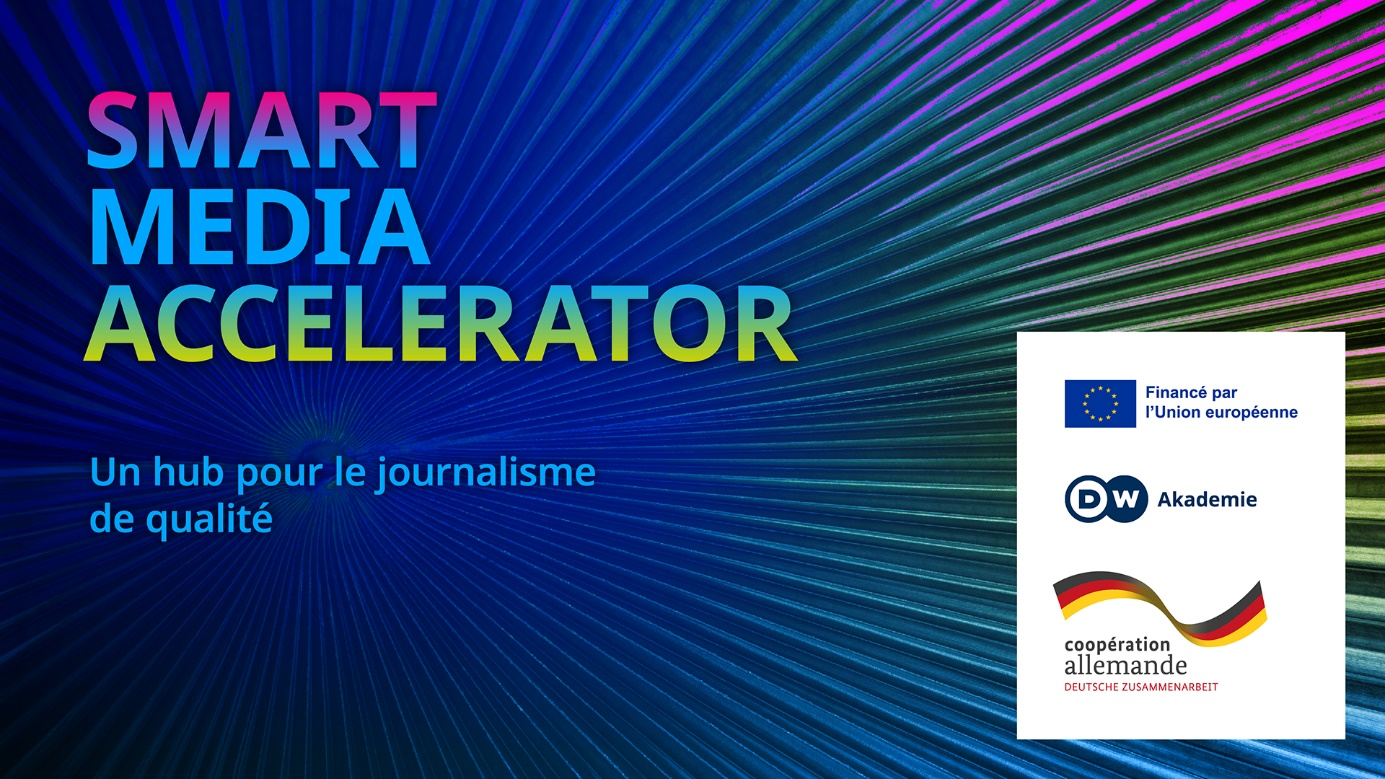 SMART
MEDIA
ACCELERATOR
Un hub pour le journalisme
de qualité
Financé par
l'Union européenne
DW Akademie
coopération
allemande
DEUTSCHE ZUSAMMENARBEIT